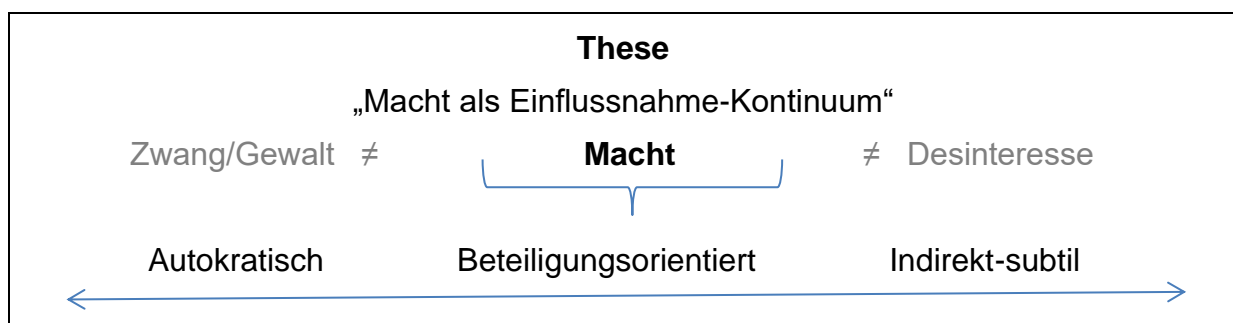 These
„Macht als Einflussnahme-Kontinuum“
Zwang/Gewalt ≠ Macht ≠ Desinteresse
Autokratisch Beteiligungsorientiert Indirekt-subtil